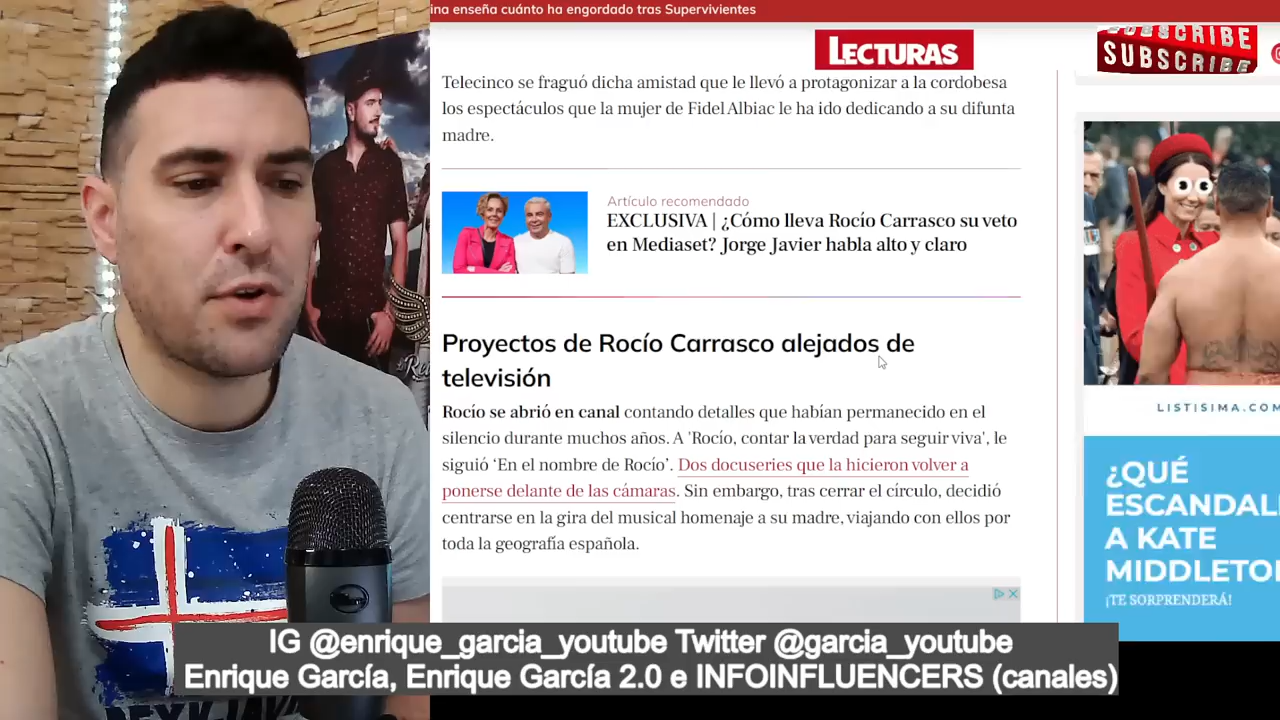 ina enseña cuánto ha engordado tras Supervivientes
LECTURAS
SUBSCRIBE
SUBSCRIBE
Telecinco se fraguó dicha amistad que le llevó a protagonizar a la cordobesa
los espectáculos que la mujer de Fidel Albiac le ha ido dedicando a su difunta
madre.
Artículo recomendado
EXCLUSIVA | ¿Cómo lleva Rocío Carrasco su veto
en Mediaset? Jorge Javier habla alto y claro
Proyectos de Rocío Carrasco alejados de
televisión
Rocío se abrió en canal contando detalles que habían permanecido en el
silencio durante muchos años. A 'Rocío, contar la verdad para seguir viva', le
siguió ‘En el nombre de Rocío’. Dos docuseries que la hicieron volver a
ponerse delante de las cámaras. Sin embargo, tras cerrar el círculo, decidió
centrarse en la gira del musical homenaje a su madre, viajando con ellos por
toda la geografía española.
LISTISIMA.COM
¿QUÉ
ESCANDAL
A KATE
MIDDLETO
¡TE SORPRENDERÁ!
IG @enrique_garcia_youtube Twitter @garcia_youtube
Enrique García, Enrique García 2.0 e INFOINFLUENCERS (canales)